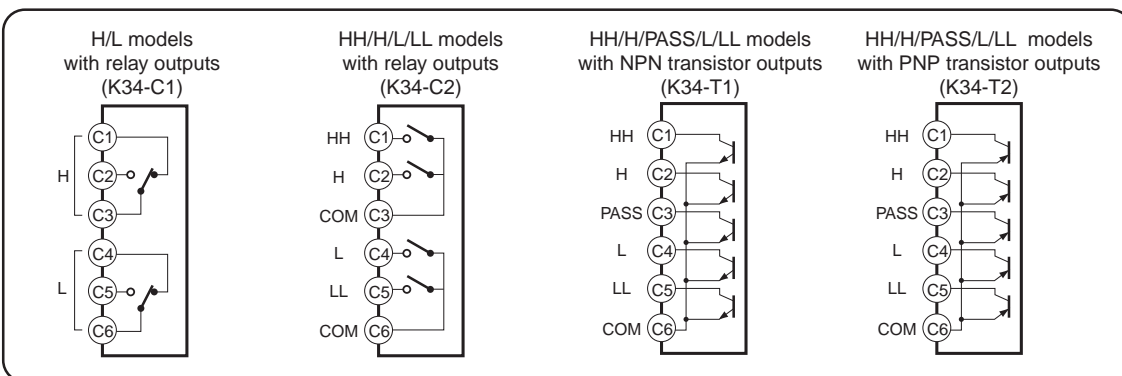 H/L models
with relay outputs
(K34-C1)
H
L
C1
C2
C3
C4
C5
C6
HH/H/L/LL models
with relay outputs
(K34-C2)
HH
H
COM
L
LL
COM
C1
C2
C3
C4
C5
C6
HH/H/PASS/L/LL models
with NPN transistor outputs
(K34-T1)
HH
H
PASS
L
LL
COM
C1
C2
C3
C4
C5
C6
HH/H/PASS/L/LL models
with PNP transistor outputs
(K34-T2)
HH
H
PASS
L
LL
COM
C1
C2
C3
C4
C5
C6